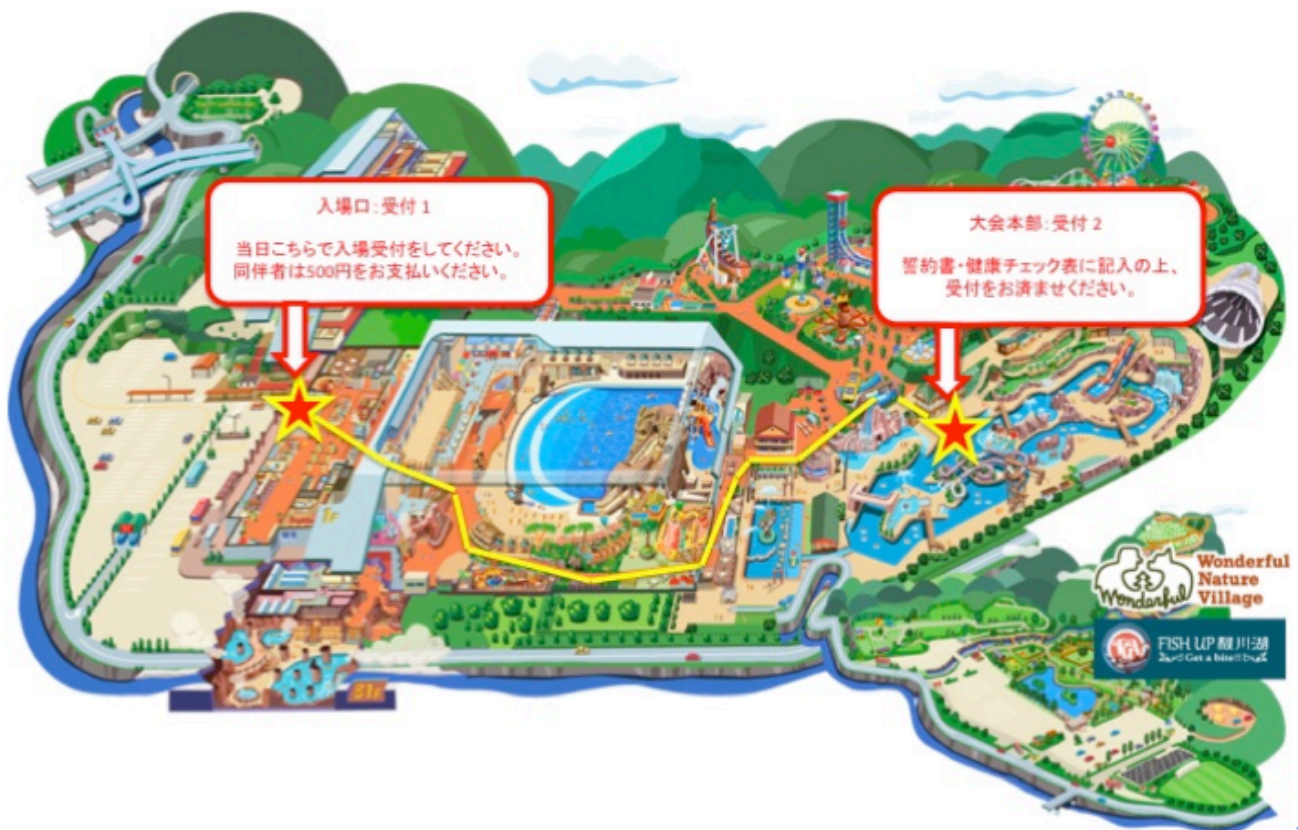 入場口:受付 1
当日こちらで入場受付をしてください。
同伴者は500円をお支払いください。
大会本部:受付 2
誓約書・健康チェック表に記入の上、
受付をお済ませください。
1F
Wonderful
Wonderful
Nature
Village
FISH UP
川湖
Get a bite!!